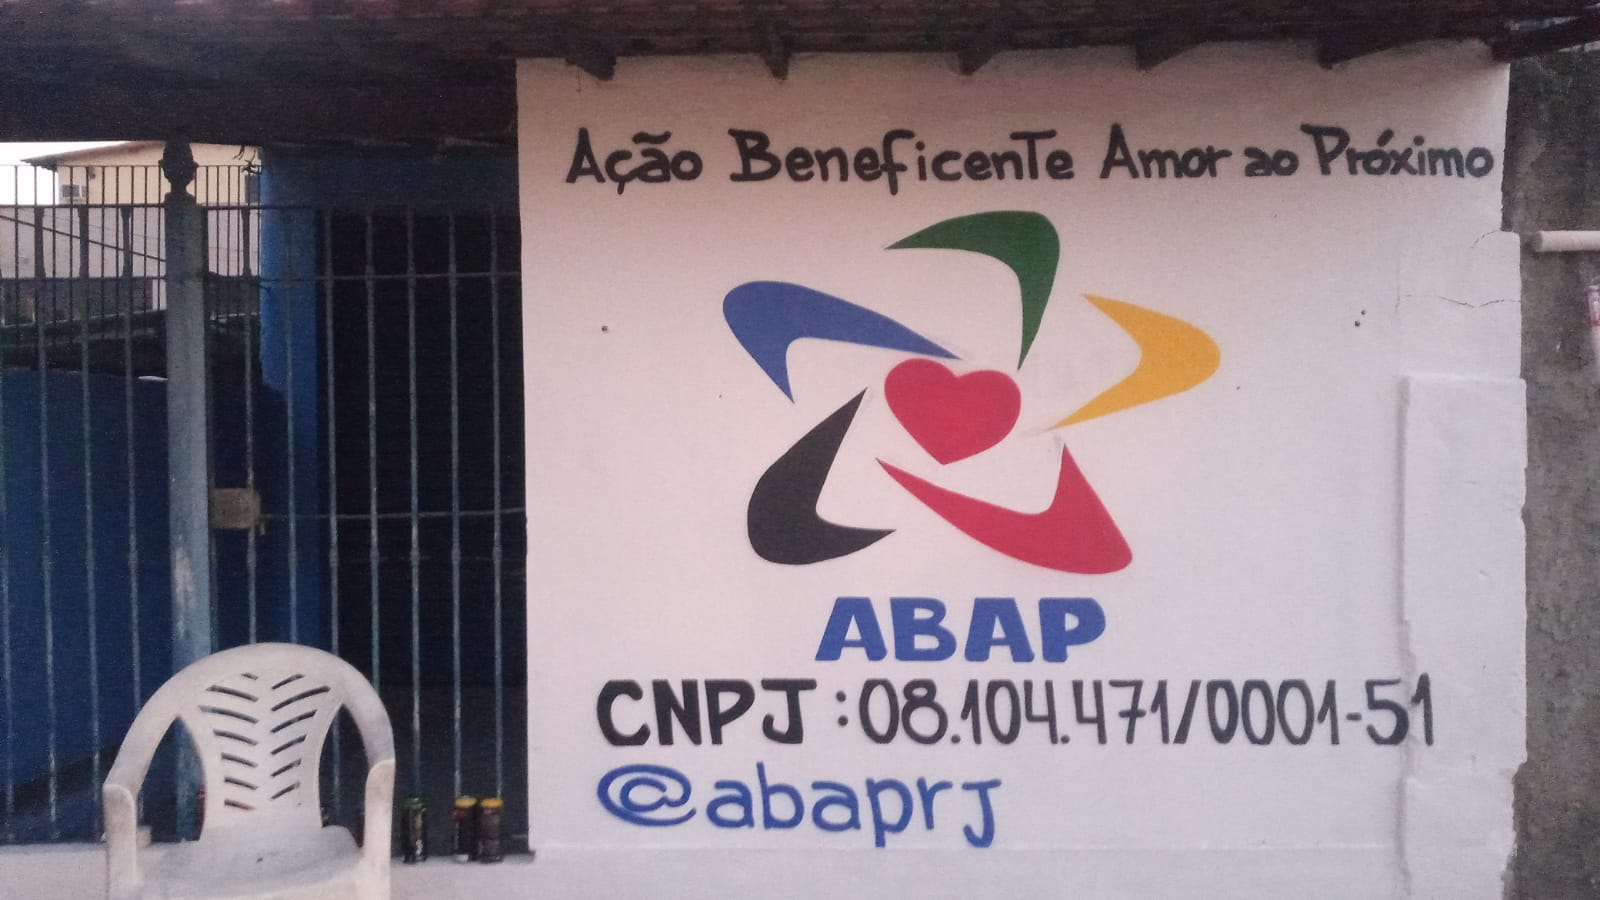 Ação Beneficente Amor ao Próximo
ABAP
CNPJ:08.104.471/0001-51
@abaprj